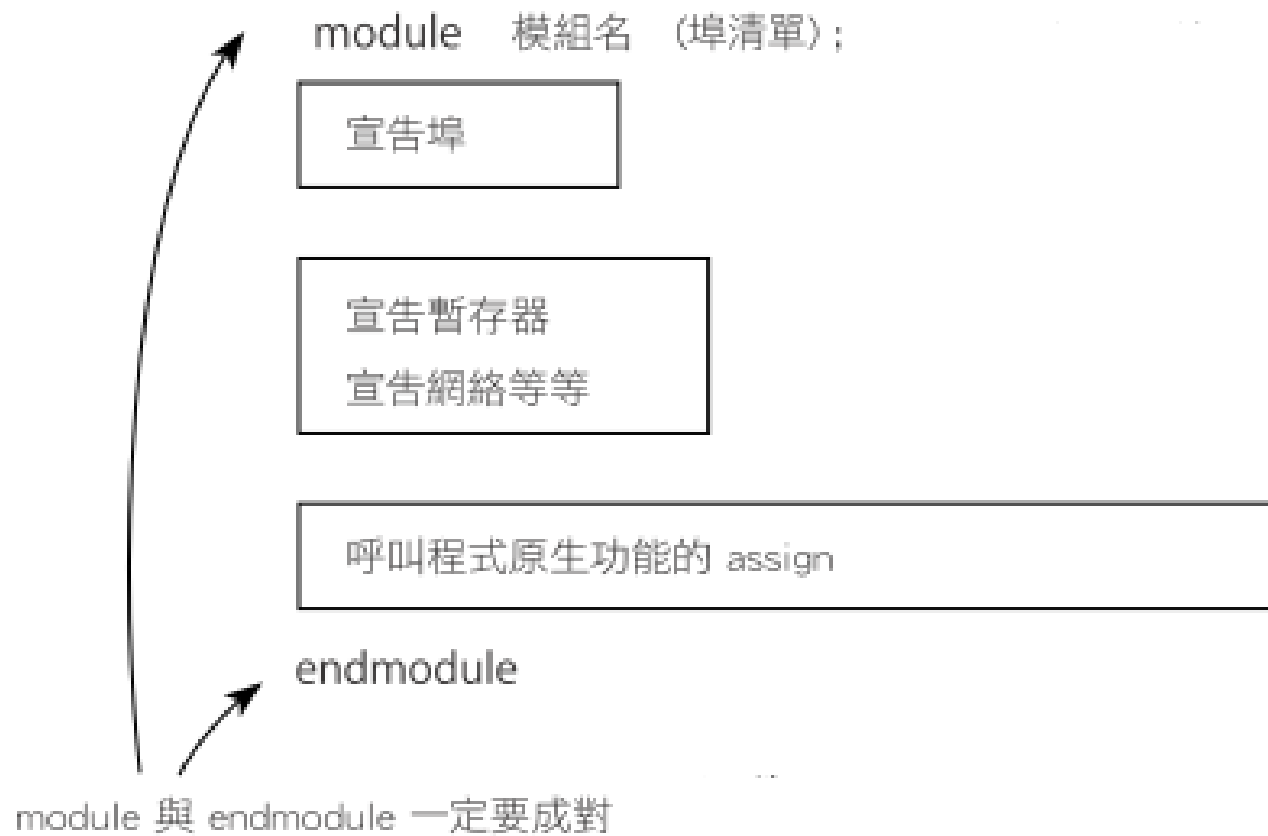 module 模組名 (埠清單);
宣告埠
宣告暫存器
宣告網絡等等
呼叫程式原生功能的 assign
endmodule
module 與 endmodule 一定要成對